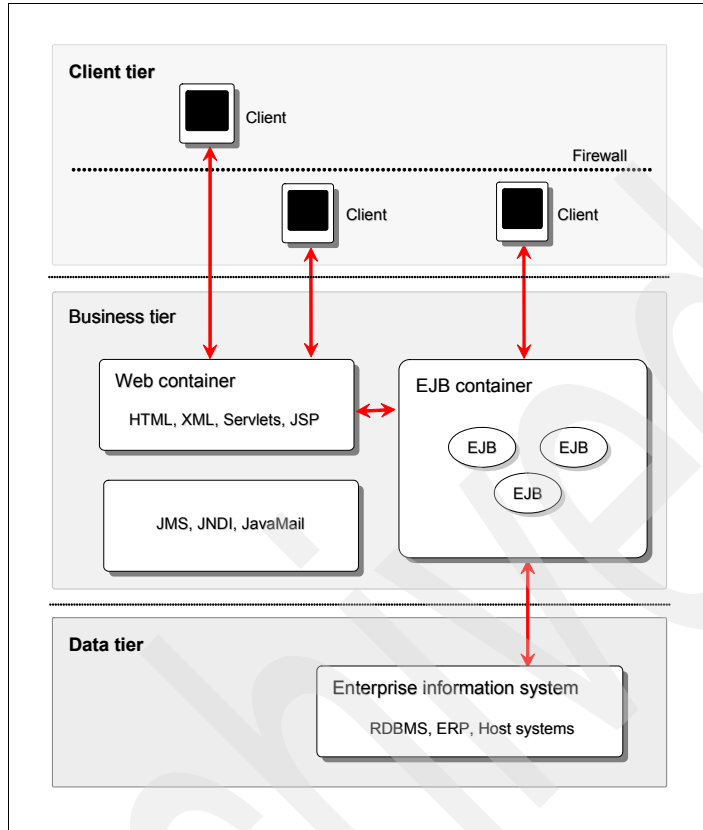 Client tier
Client
Firewall
Client
Client
Business tier
Web container
HTML, XML, Servlets, JSP
EJB container
EJB
EJB
EJB
JMS, JNDI, JavaMail
Data tier
Enterprise information system
RDBMS, ERP, Host systems